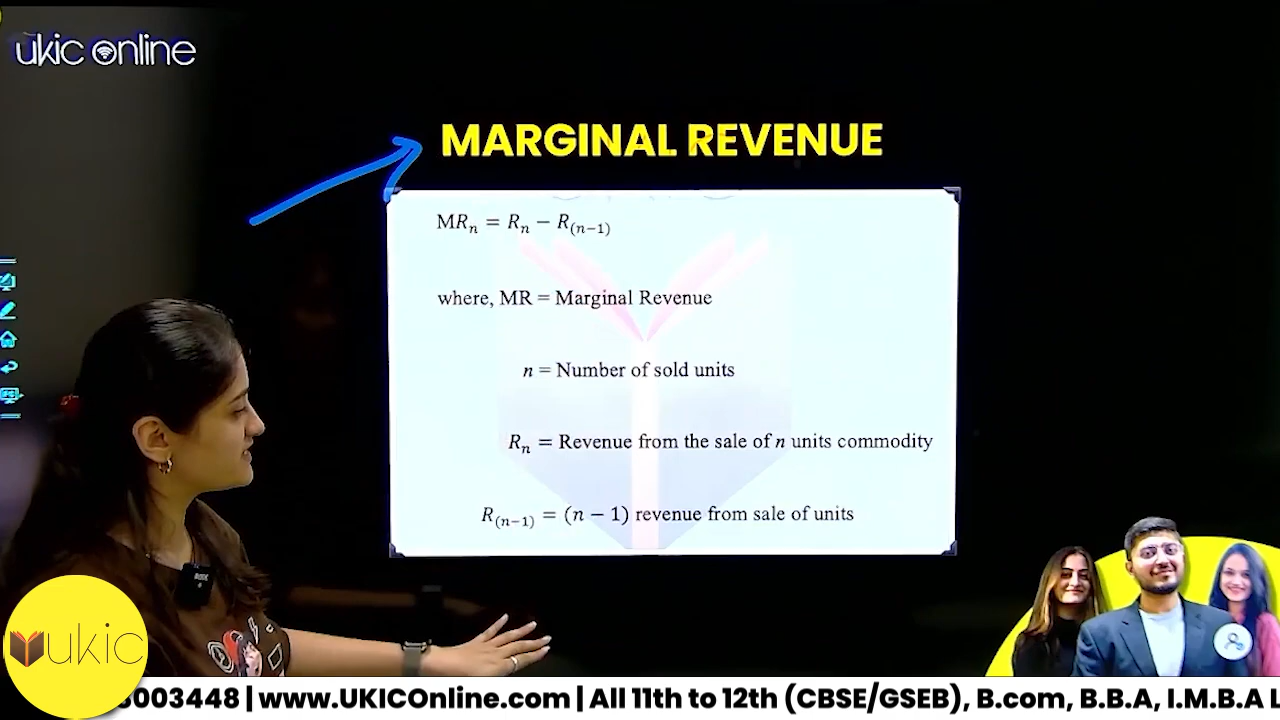 ukic online
MARGINAL REVENUE
MRₙ = Rₙ − R₍ₙ₋₁₎
where, MR = Marginal Revenue
n = Number of sold units
Rₙ = Revenue from the sale of n units commodity
R₍ₙ₋₁₎ = (n − 1) revenue from sale of units
ukic
003448 | www.UKICOnline.com | All 11th to 12th (CBSE/GSEB), B.com, B.B.A, I.M.B.A